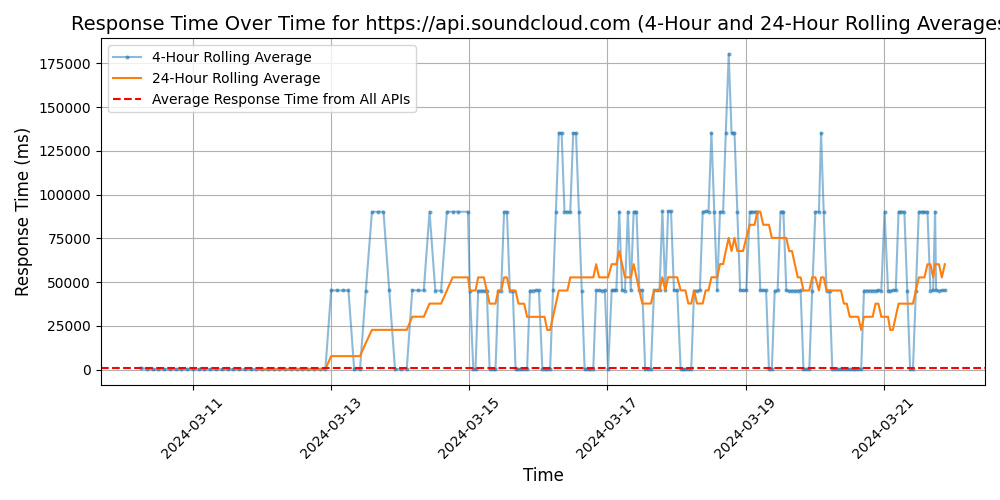 Response Time Over Time for https://api.soundcloud.com (4-Hour and 24-Hour Rolling Averages
4-Hour Rolling Average
24-Hour Rolling Average
Average Response Time from All APIs
Response Time (ms)
175000
150000
125000
100000
75000
50000
25000
0
2024-03-11
2024-03-13
2024-03-15
2024-03-17
2024-03-19
2024-03-21
Time